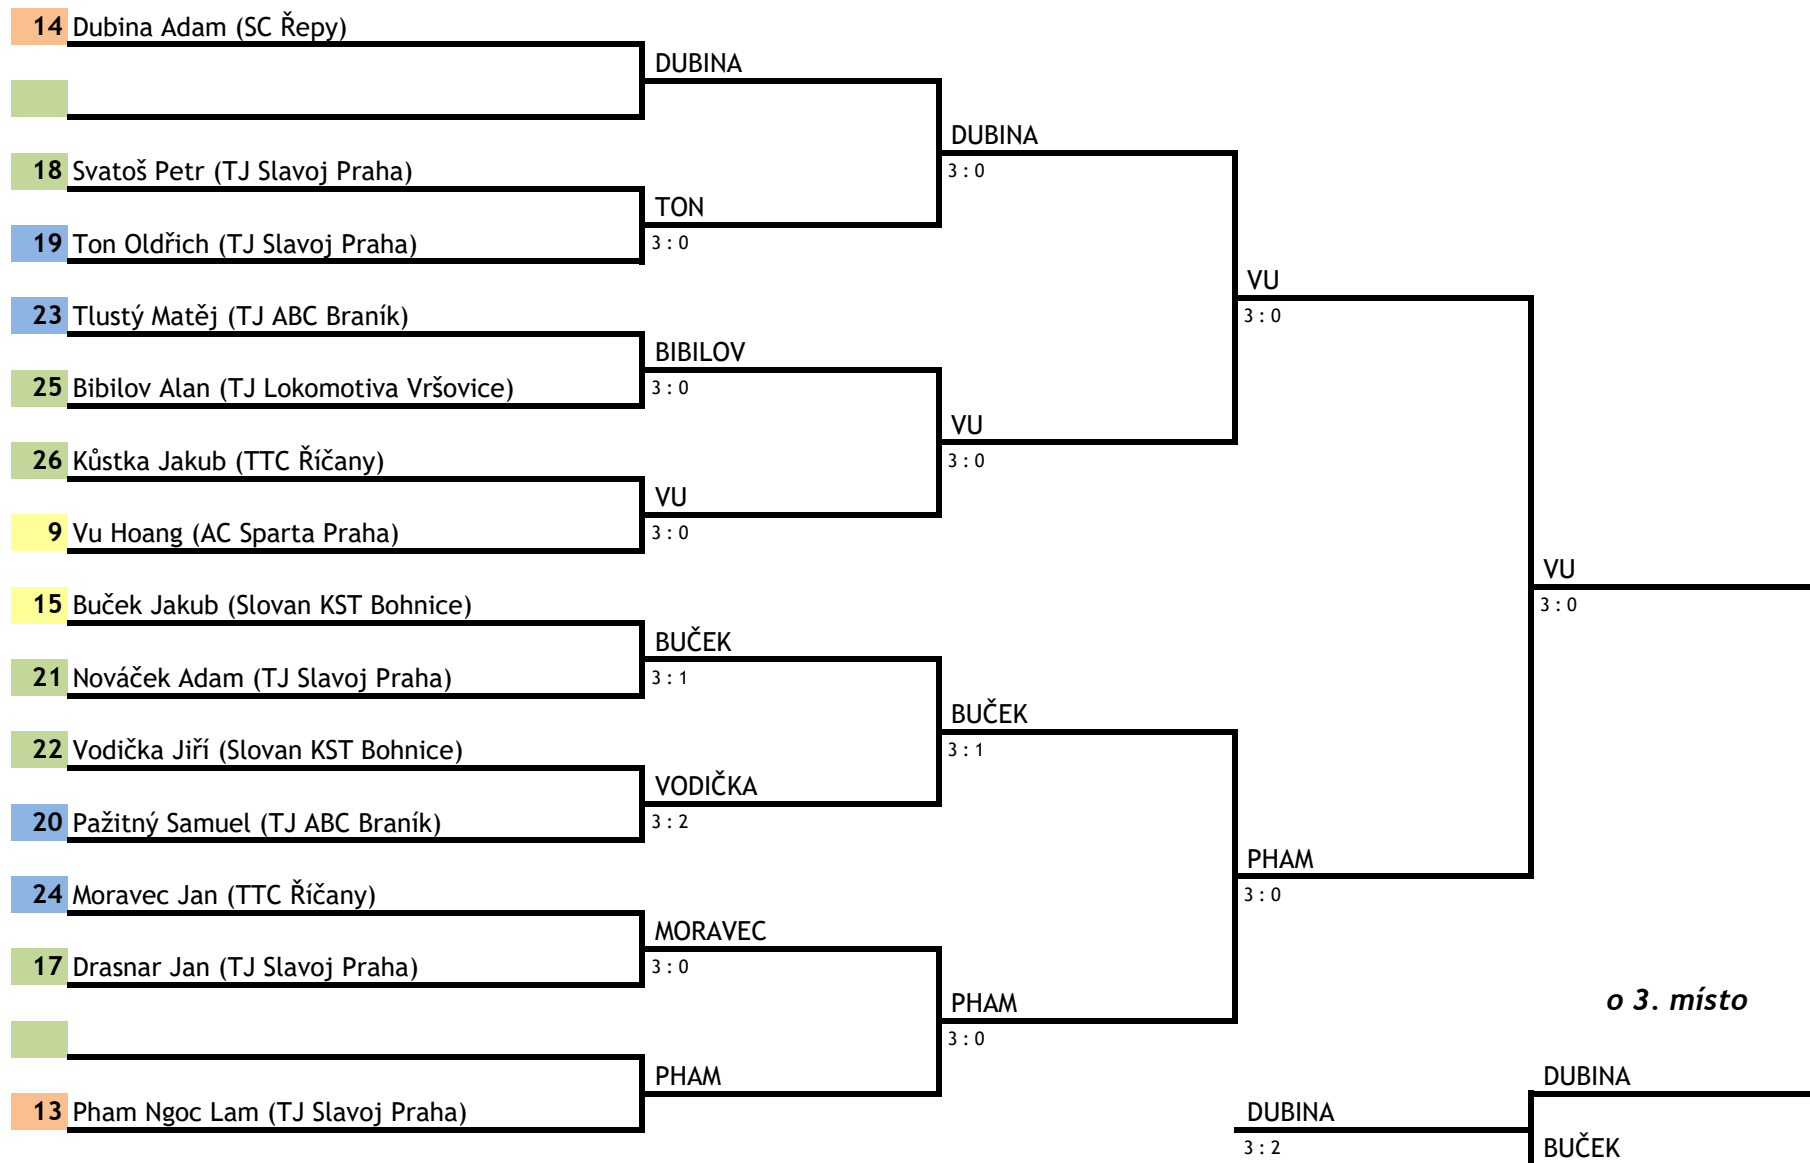 14 Dubina Adam (SC Řepy)
DUBINA
DUBINA
3 : 0
18 Svatoš Petr (TJ Slavoj Praha)
TON
3 : 0
19 Ton Oldřich (TJ Slavoj Praha)
VU
3 : 0
23 Tlustý Matěj (TJ ABC Braník)
BIBILOV
3 : 0
25 Bibilov Alan (TJ Lokomotiva Vršovice)
VU
3 : 0
26 Kůstka Jakub (TTC Říčany)
VU
3 : 0
9 Vu Hoang (AC Sparta Praha)
VU
3 : 0
15 Buček Jakub (Slovan KST Bohnice)
BUČEK
3 : 1
21 Nováček Adam (TJ Slavoj Praha)
BUČEK
3 : 1
22 Vodička Jiří (Slovan KST Bohnice)
VODIČKA
3 : 2
20 Pažitný Samuel (TJ ABC Braník)
PHAM
3 : 0
24 Moravec Jan (TTC Říčany)
MORAVEC
3 : 0
17 Drasnar Jan (TJ Slavoj Praha)
PHAM
3 : 0
o 3. místo
PHAM
13 Pham Ngoc Lam (TJ Slavoj Praha)
DUBINA
DUBINA
3 : 2
BUČEK